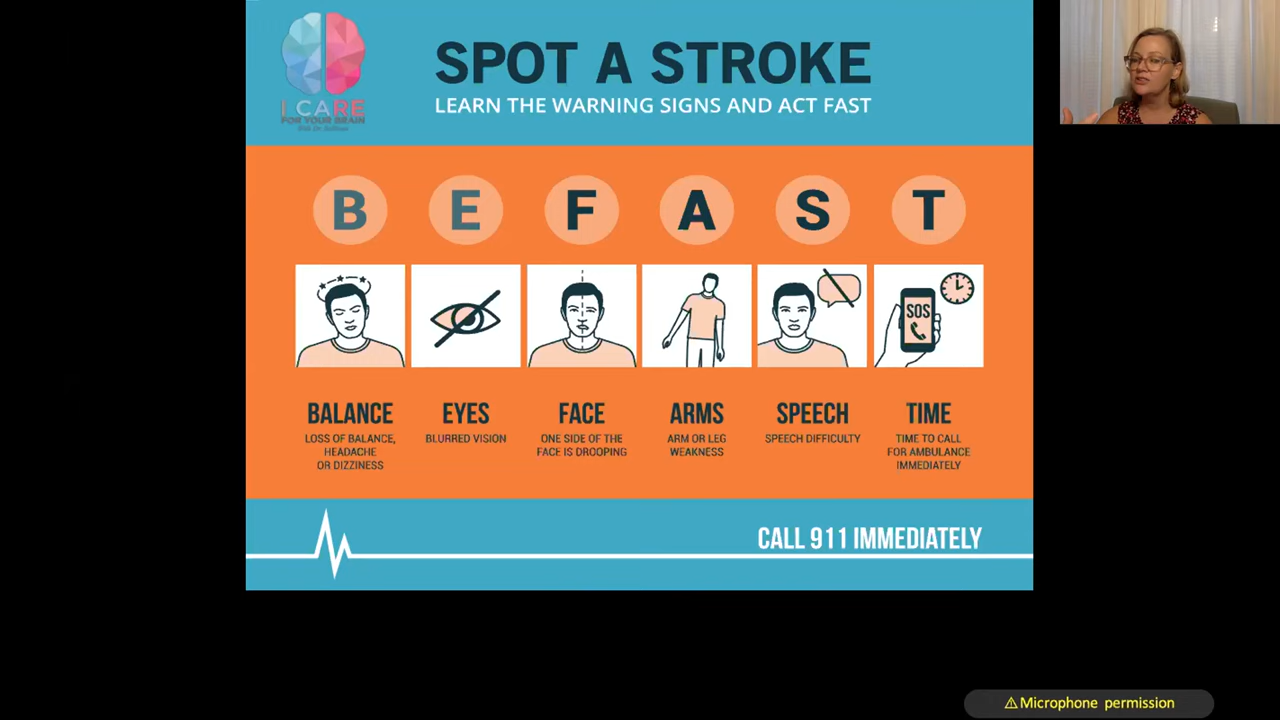 I CARE
FOR YOUR BRAIN
SPOT A STROKE
LEARN THE WARNING SIGNS AND ACT FAST
B E F A S T
SOS
BALANCE
LOSS OF BALANCE,
HEADACHE
OR DIZZINESS
EYES
BLURRED VISION
FACE
ONE SIDE OF THE
FACE IS DROOPING
ARMS
ARM OR LEG
WEAKNESS
SPEECH
SPEECH DIFFICULTY
TIME
TIME TO CALL
FOR AMBULANCE
IMMEDIATELY
CALL 911 IMMEDIATELY
⚠Microphone permission